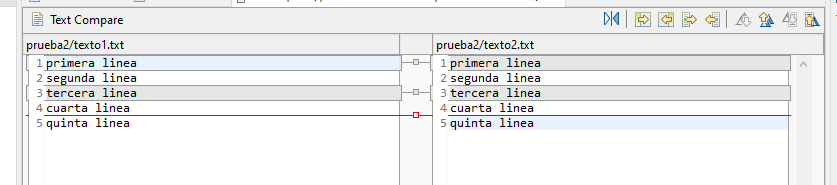 Text Compare
prueba2/texto1.txt
1 primera linea
2 segunda linea
3 tercera linea
4 cuarta linea
5 quinta linea
prueba2/texto2.txt
1 primera linea
2 segunda linea
3 tercera linea
4 cuarta linea
5 quinta linea